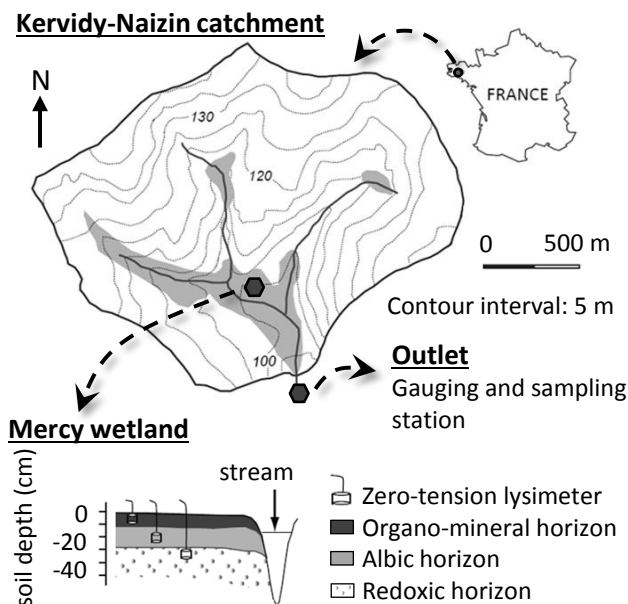 Kervidy-Naizin catchment
N
FRANCE
130
120
100
0 500 m
Contour interval: 5 m
Outlet
Gauging and sampling
station
Mercy wetland
soil depth (cm)
0
-20
-40
stream
Zero-tension lysimeter
Organo-mineral horizon
Albic horizon
Redoxic horizon